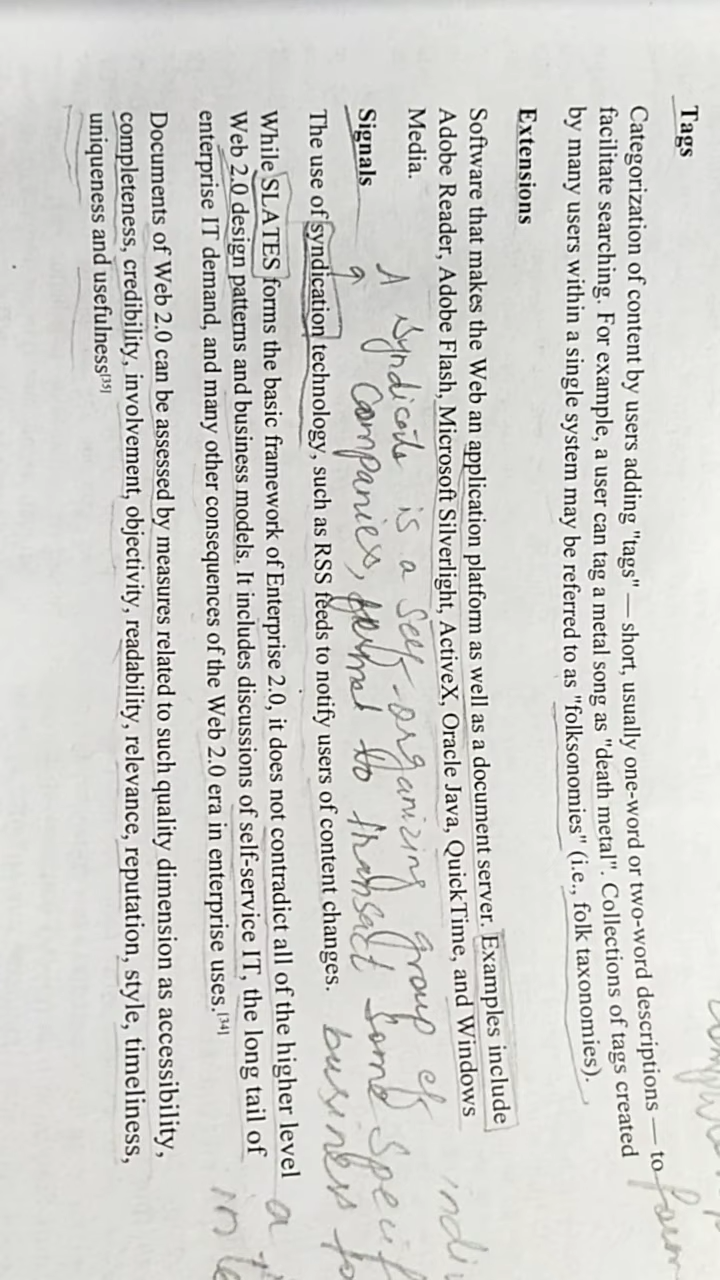 Tags
Categorization of content by users adding "tags" — short, usually one-word or two-word descriptions — to
facilitate searching. For example, a user can tag a metal song as "death metal". Collections of tags created
by many users within a single system may be referred to as "folksonomies" (i.e., folk taxonomies).
Extensions
Software that makes the Web an application platform as well as a document server. Examples include
Adobe Reader, Adobe Flash, Microsoft Silverlight, ActiveX, Oracle Java, QuickTime, and Windows
Media.
A syndicate is a self-organizing group of indi
Signals
companies, formal to transact some specif
The use of syndication technology, such as RSS feeds to notify users of content changes.
business
While SLATES forms the basic framework of Enterprise 2.0, it does not contradict all of the higher level
Web 2.0 design patterns and business models. It includes discussions of self-service IT, the long tail of
enterprise IT demand, and many other consequences of the Web 2.0 era in enterprise uses.[34]
Documents of Web 2.0 can be assessed by measures related to such quality dimension as accessibility,
completeness, credibility, involvement, objectivity, readability, relevance, reputation, style, timeliness,
uniqueness and usefulness[35]